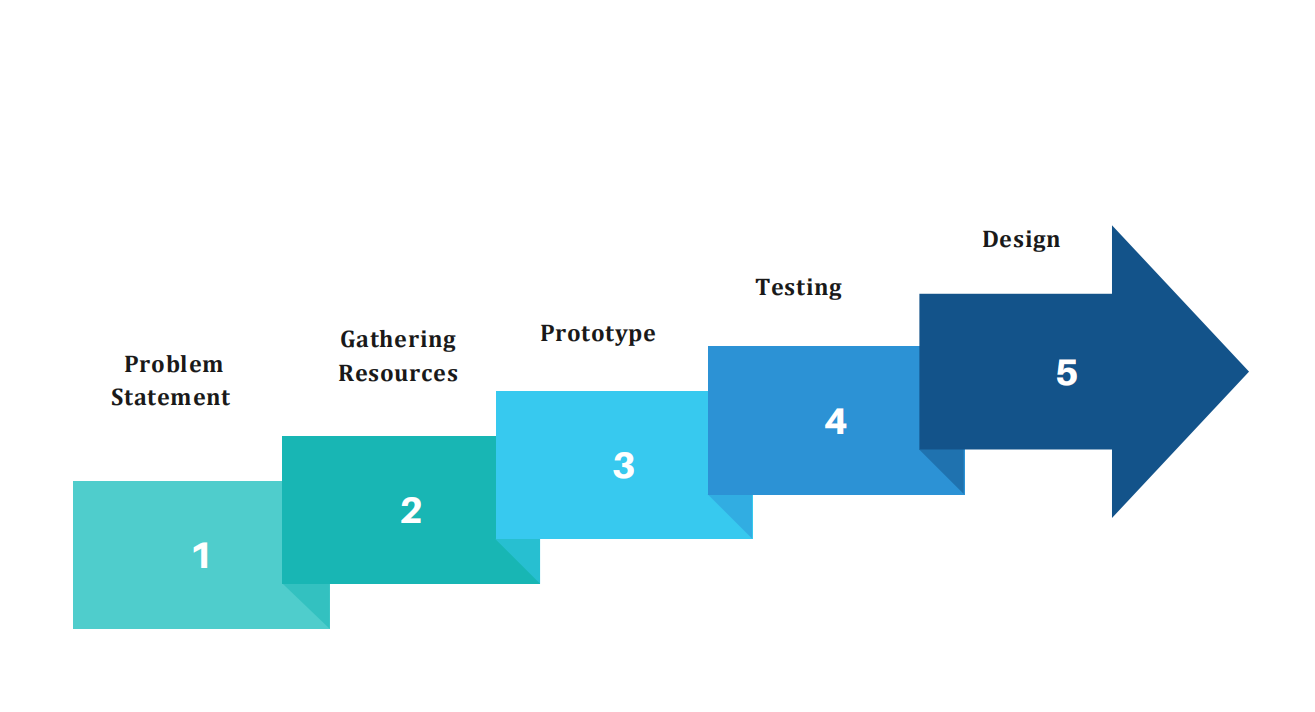 Problem
Statement
1
Gathering
Resources
2
Prototype
3
Testing
4
Design
5